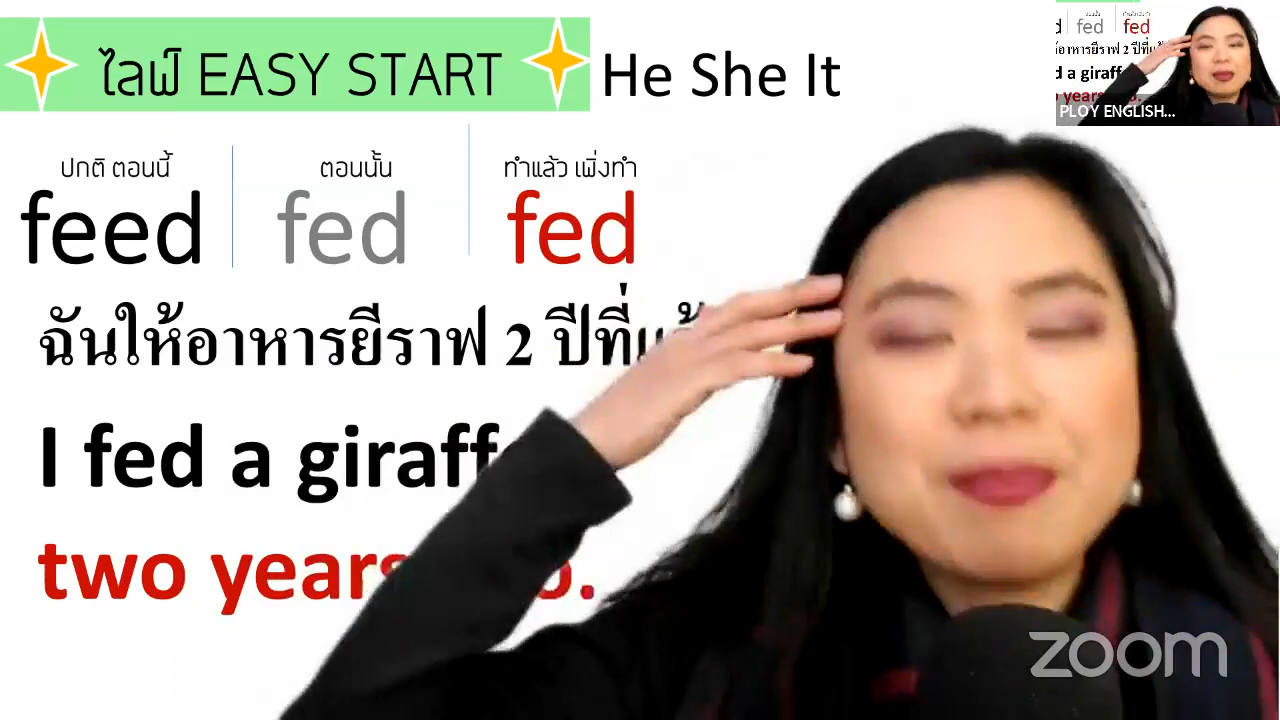 ไลฟ์ EASY START He She It
ปกติ ตอนนี้ ตอนนั้น ทำแล้ว เพิ่งทำ
feed fed fed
ฉันให้อาหารยีราฟ 2 ปีที่
I fed a giraff
two years o.
PLOY ENGLISH...
zoom